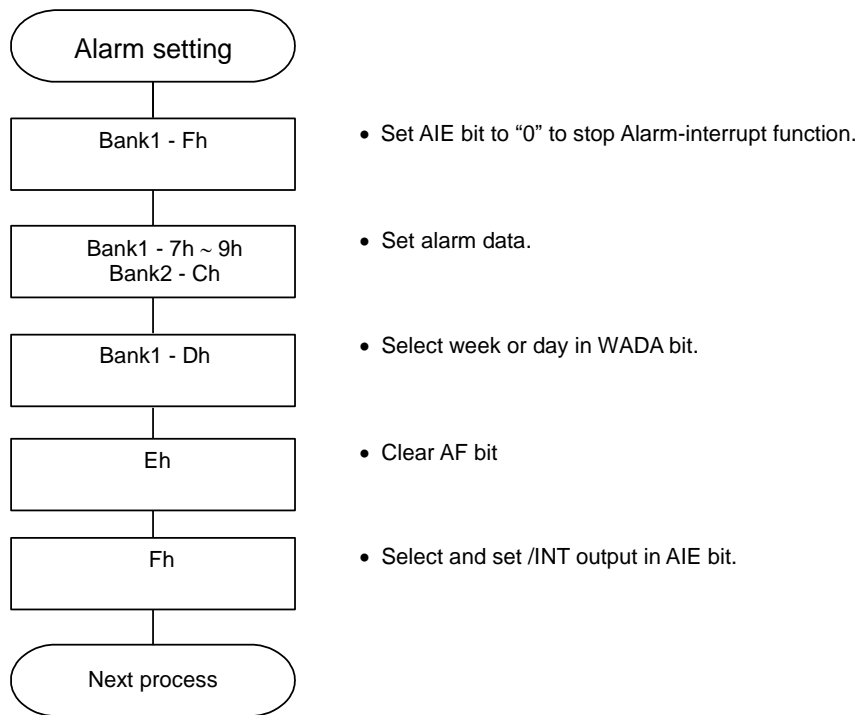 Alarm setting
Bank1 - Fh
• Set AIE bit to “0” to stop Alarm-interrupt function.
Bank1 - 7h ~ 9h
Bank2 - Ch
• Set alarm data.
Bank1 - Dh
• Select week or day in WADA bit.
Eh
• Clear AF bit
Fh
• Select and set /INT output in AIE bit.
Next process